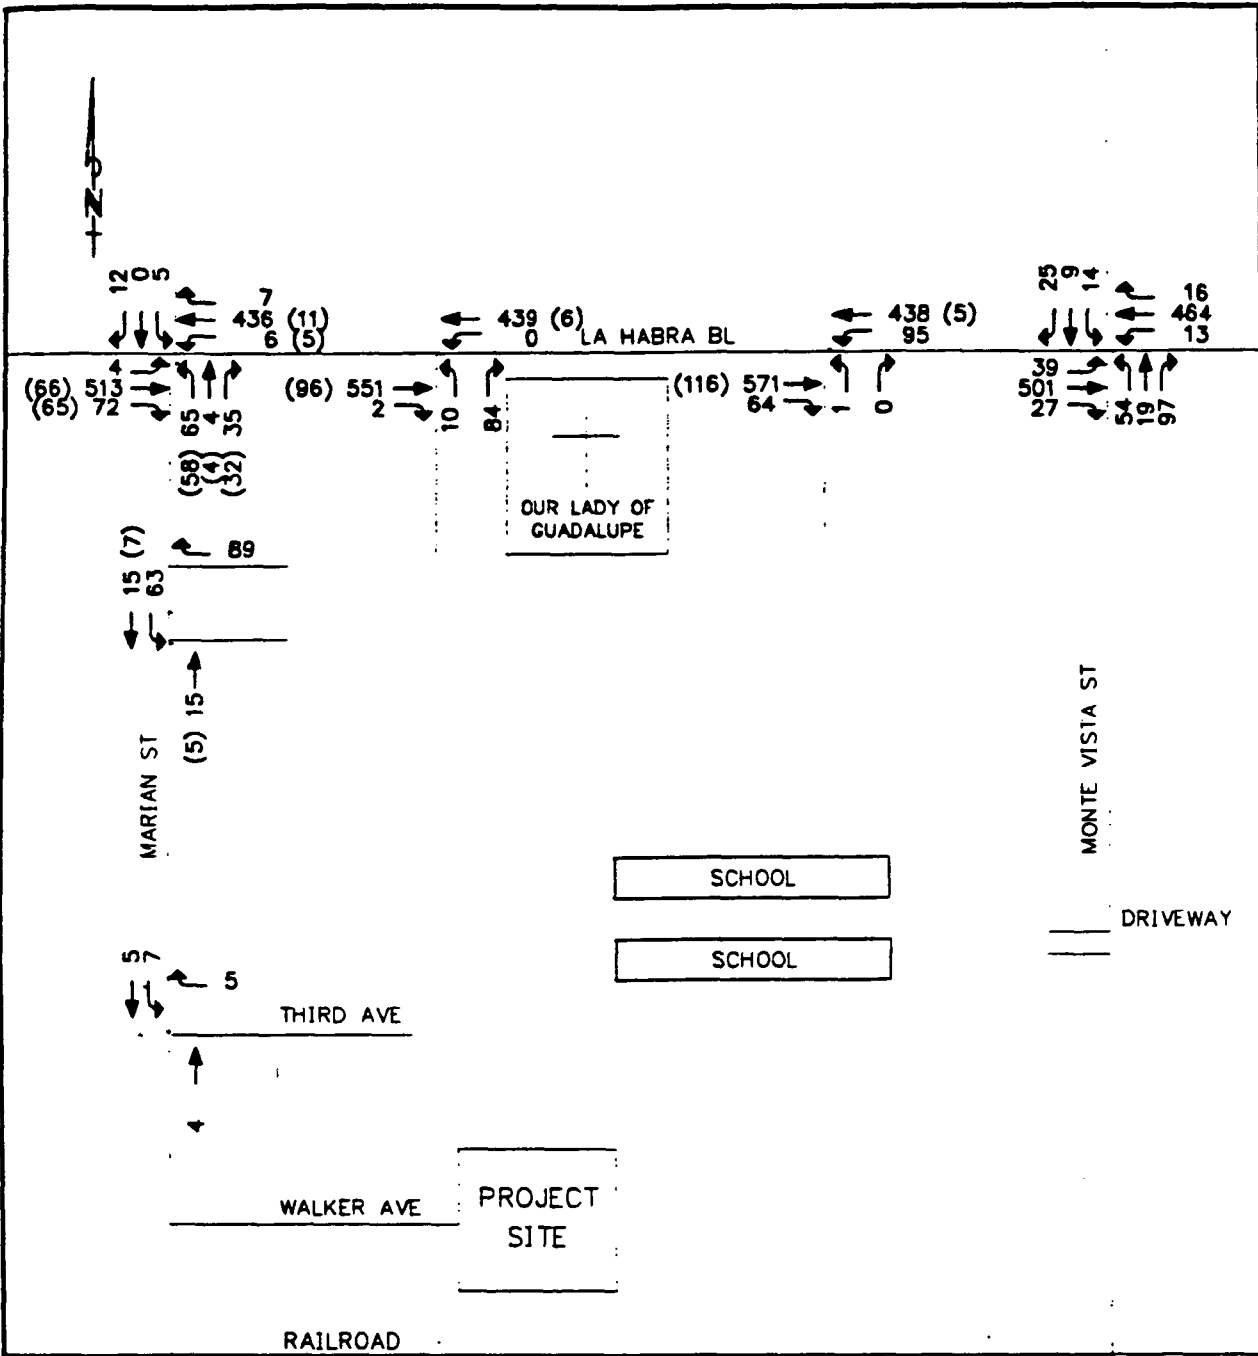 N
12 0 5
7
436 (11)
6 (5)
439 (6)
0
LA HABRA BL
438 (5)
95
25 9 14
16
464
13
4
(66) 513
(65) 72
65 4 35
(58) (4) (32)
(96) 551
2
10 84
(116) 571
64
1 0
39
501
27
54 19 97
OUR LADY OF
GUADALUPE
15 (7)
63
89
(5) 15
MARIAN ST
MONTE VISTA ST
SCHOOL
DRIVEWAY
SCHOOL
5 7
5
THIRD AVE
4
WALKER AVE
PROJECT
SITE
RAILROAD